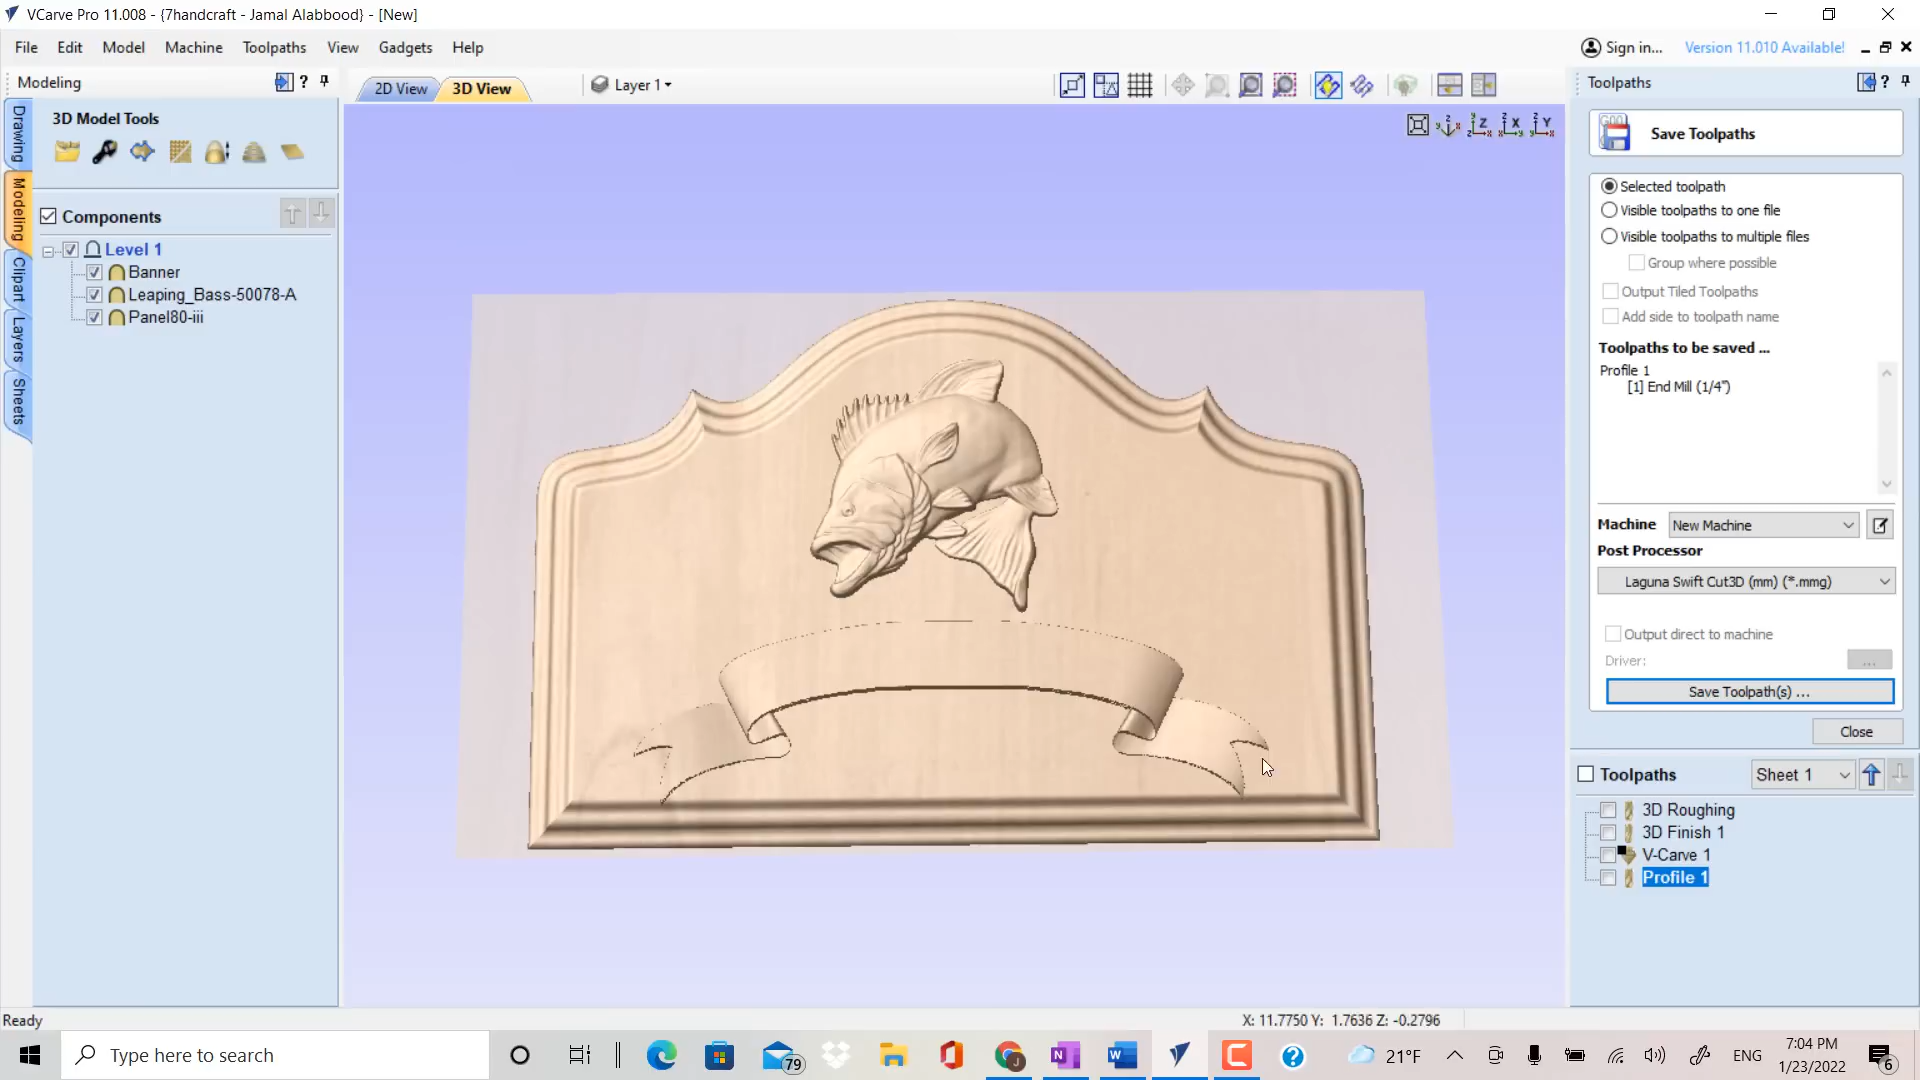 VCarve Pro 11.008 - {7handcraft - Jamal Alabbood} - [New]
File Edit Model Machine Toolpaths View Gadgets Help
Sign in... Version 11.010 Available!
Modeling
2D View 3D View Layer 1
Toolpaths
Drawing
Modeling
Clipart
Layers
Sheets
3D Model Tools
Components
Level 1
Banner
Leaping_Bass-50078-A
Panel80-iii
Save Toolpaths
Selected toolpath
Visible toolpaths to one file
Visible toolpaths to multiple files
Group where possible
Output Tiled Toolpaths
Add side to toolpath name
Toolpaths to be saved ...
Profile 1
[1] End Mill (1/4")
Machine New Machine
Post Processor
Laguna Swift Cut3D (mm) (*.mmg)
Output direct to machine
Driver: ...
Save Toolpath(s) ...
Close
Toolpaths Sheet 1
3D Roughing
3D Finish 1
V-Carve 1
Profile 1
Ready
X: 11.7750 Y: 1.7636 Z: -0.2796
Type here to search
79
21°F
ENG
7:04 PM
1/23/2022
6